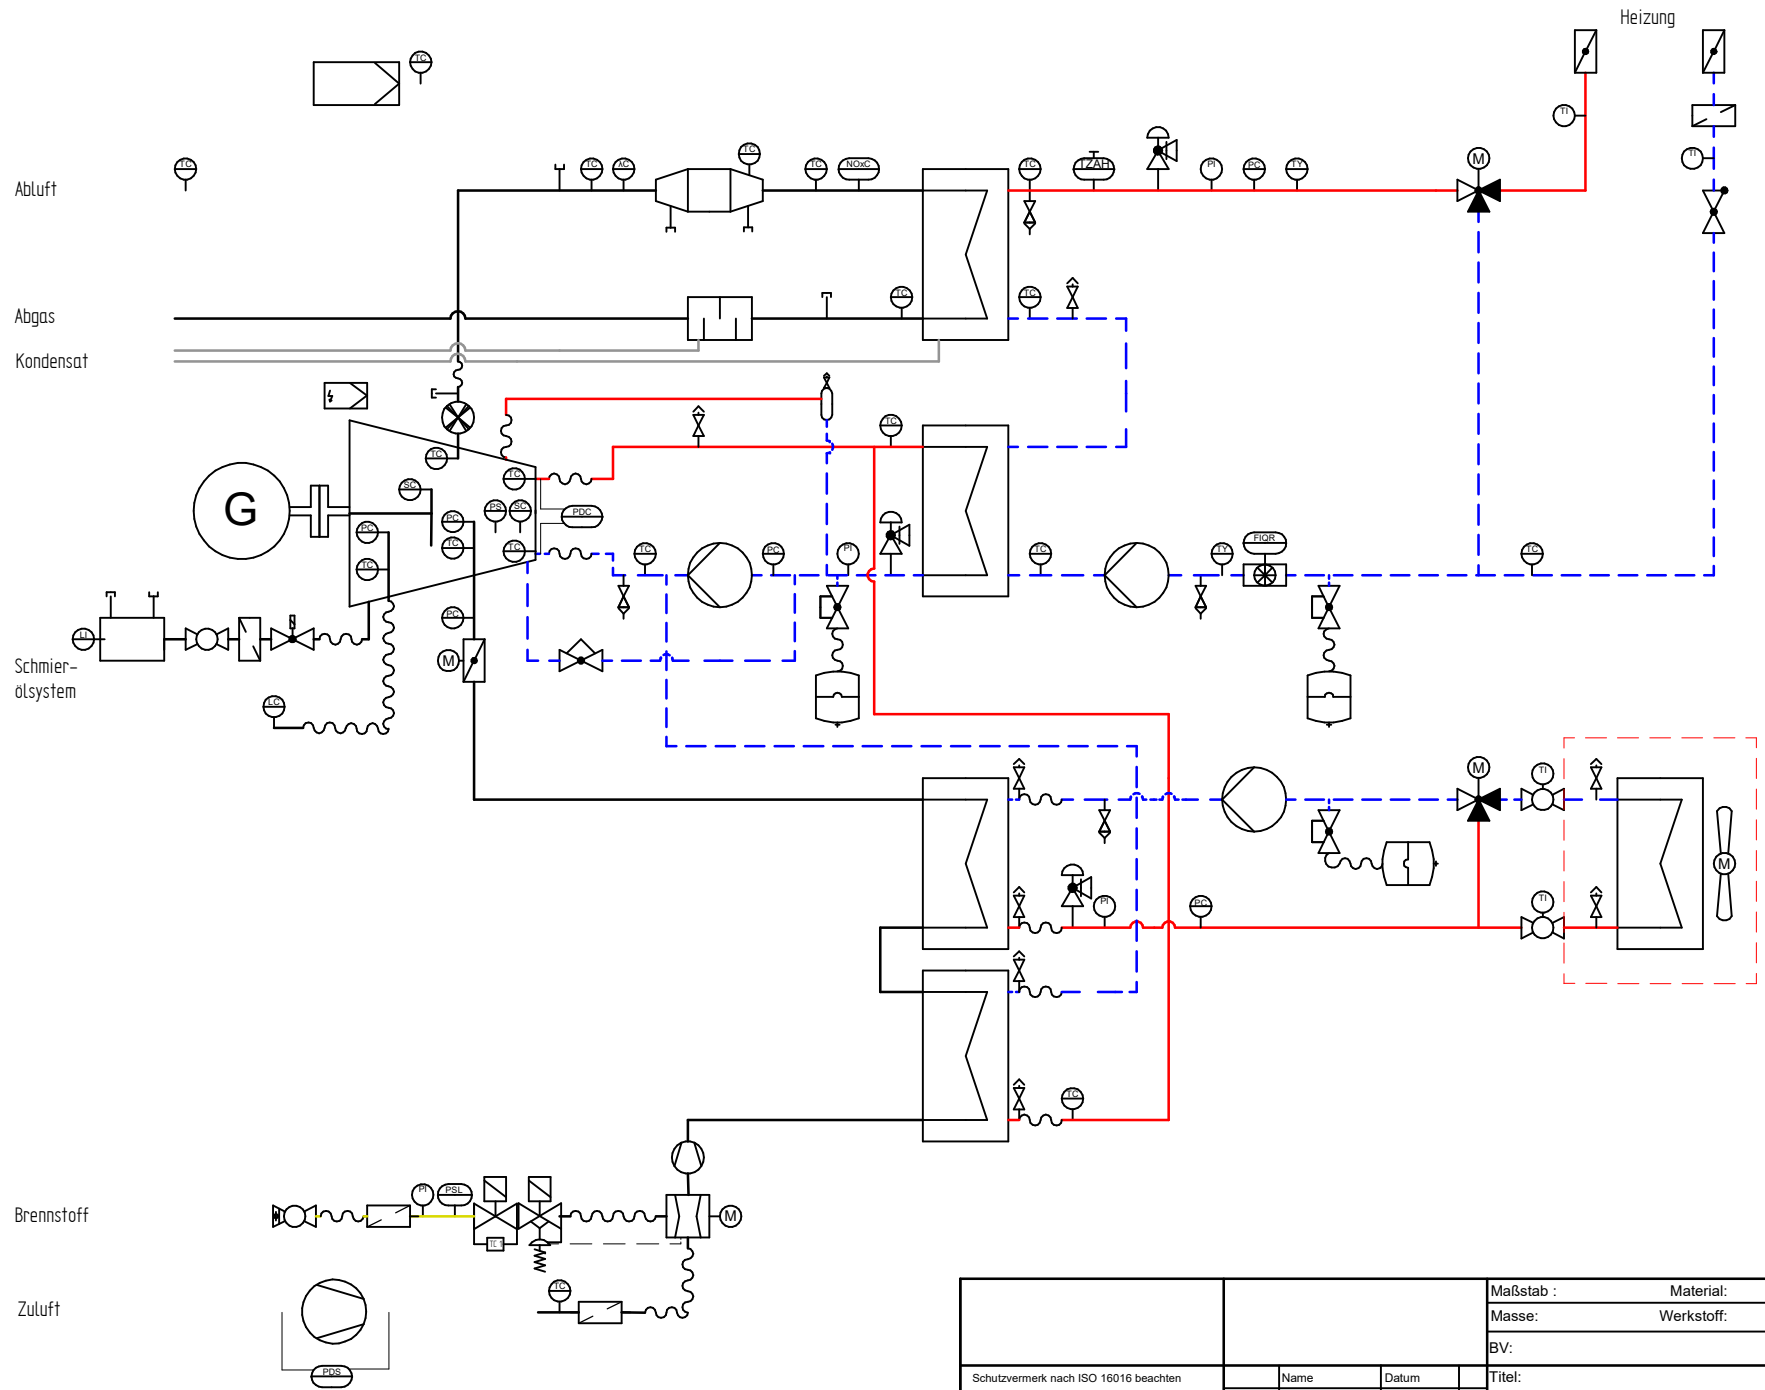 Heizung
TC
TI
TC
TC
λC
TC
TC
NOxC
TC
TZAH
PI
PC
TY
M
TI
Abluft
Abgas
TC
TC
Kondensat
TC
TC
TC
SC
G
PC
PC
PS
SC
PDC
TC
TC
TC
TC
PC
PI
TC
TY
FIQR
TC
LI
PC
M
Schmier-
ölsystem
LC
M
TI
M
TI
PI
PC
TC
Brennstoff
PI
PSL
TC
M
TC
Zuluft
PDS
Maßstab : Material:
Masse: Werkstoff:
BV:
Schutzvermerk nach ISO 16016 beachten Name Datum Titel: